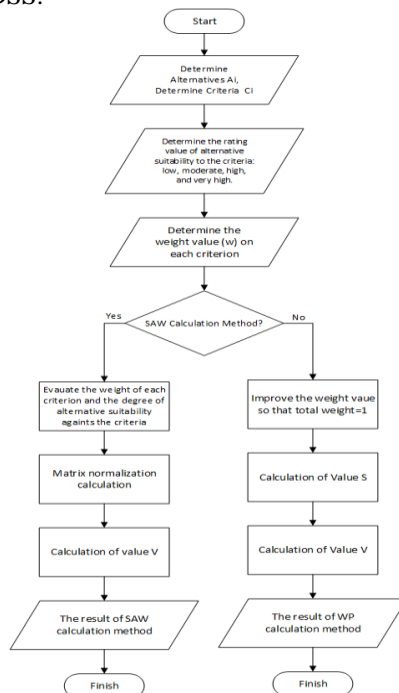 Start
Determine
Alternatives Ai,
Determine Criteria Ci
Determine the rating
value of alternative
suitability to the criteria:
low, moderate, high,
and very high.
Determine the
weight value (w) on
each criterion
SAW Calculation Method?
Yes
No
Evauate the weight of each
criterion and the degree of
alternative suitability
againts the criteria
Matrix normalization
calculation
Calculation of value V
The result of SAW
calculation method
Finish
Improve the weight vaue
so that total weight=1
Calculation of Value S
Calculation of Value V
The result of WP
calculation method
Finish